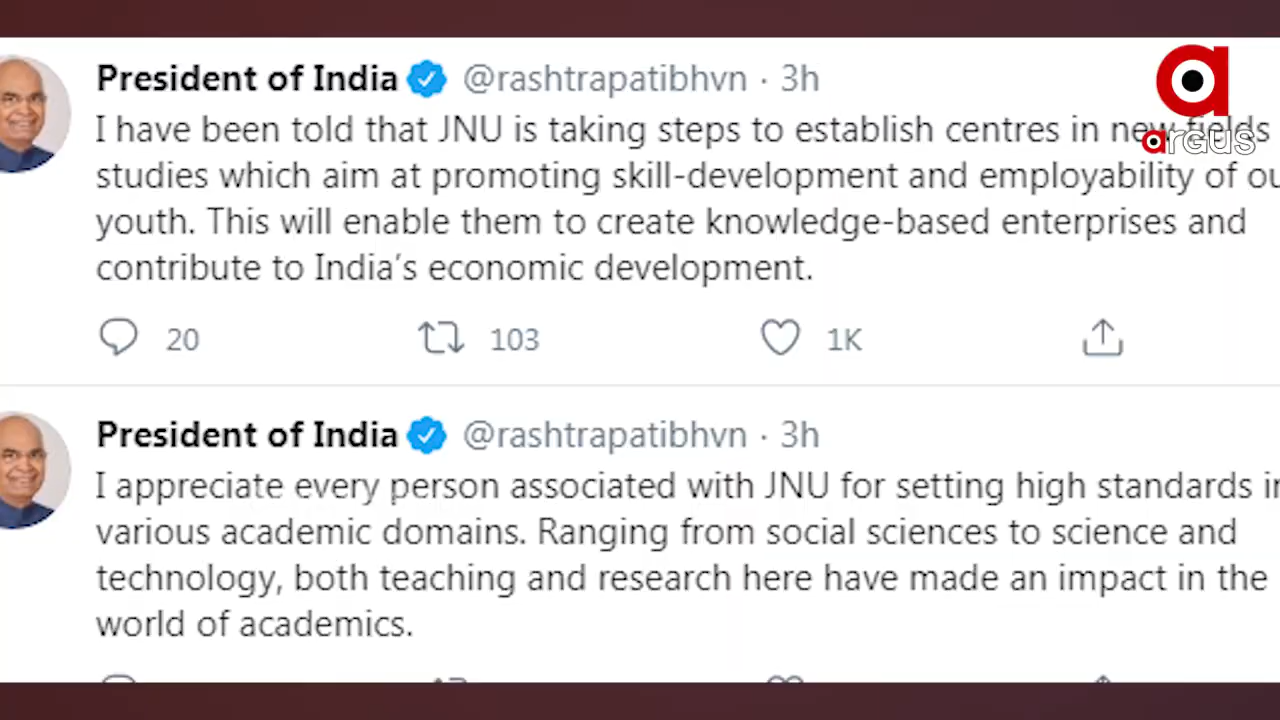 President of India @rashtrapatibhvn · 3h
I have been told that JNU is taking steps to establish centres in new fields
studies which aim at promoting skill-development and employability of ou
youth. This will enable them to create knowledge-based enterprises and
contribute to India's economic development.
20 103 1K
President of India @rashtrapatibhvn · 3h
I appreciate every person associated with JNU for setting high standards in
various academic domains. Ranging from social sciences to science and
technology, both teaching and research here have made an impact in the
world of academics.
argus